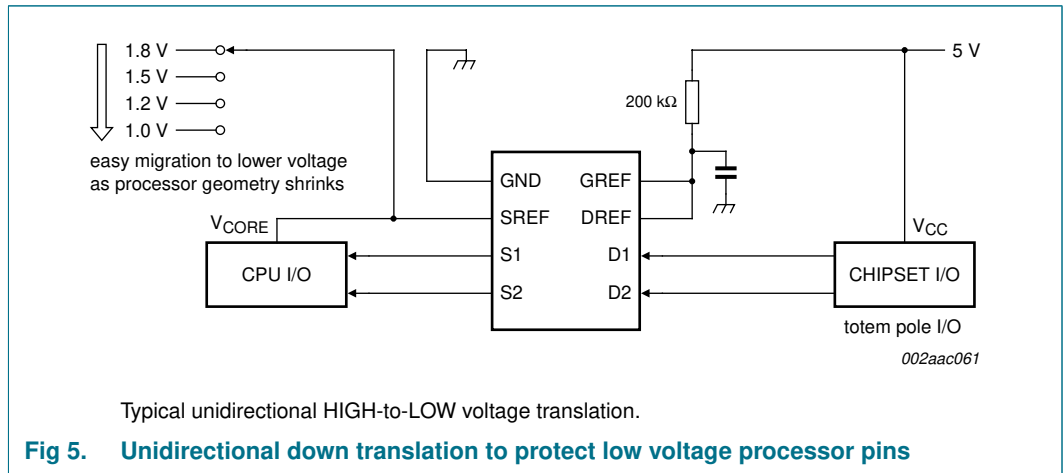 1.8 V
5 V
1.5 V
1.2 V
200 kΩ
1.0 V
easy migration to lower voltage
as processor geometry shrinks
GND
GREF
SREF
DREF
VCORE
VCC
S1
D1
CPU I/O
CHIPSET I/O
S2
D2
totem pole I/O
002aac061
Typical unidirectional HIGH-to-LOW voltage translation.
Fig 5. Unidirectional down translation to protect low voltage processor pins